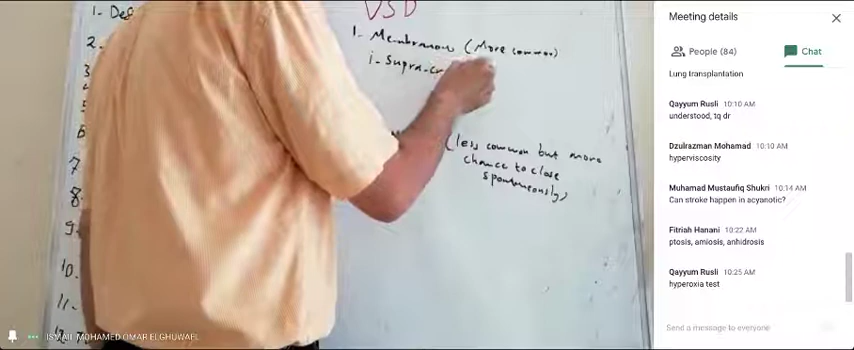 1. Def
VSD
1- Membranous (More common)
i- Supra-cr
2.
3
5
6
7
8.
9.
10.
11-
12
(less common but more
chance to close
spontaneously)
ISMAIL MOHAMED OMAR ELGHUWAEL
Meeting details
People (84)
Chat
Lung transplantation
Qayyum Rusli 10:10 AM
understood, tq dr
Dzulrazman Mohamad 10:10 AM
hyperviscosity
Muhamad Mustaufiq Shukri 10:14 AM
Can stroke happen in acyanotic?
Fitriah Hanani 10:22 AM
ptosis, amiosis, anhidrosis
Qayyum Rusli 10:25 AM
hyperoxia test
Send a message to everyone